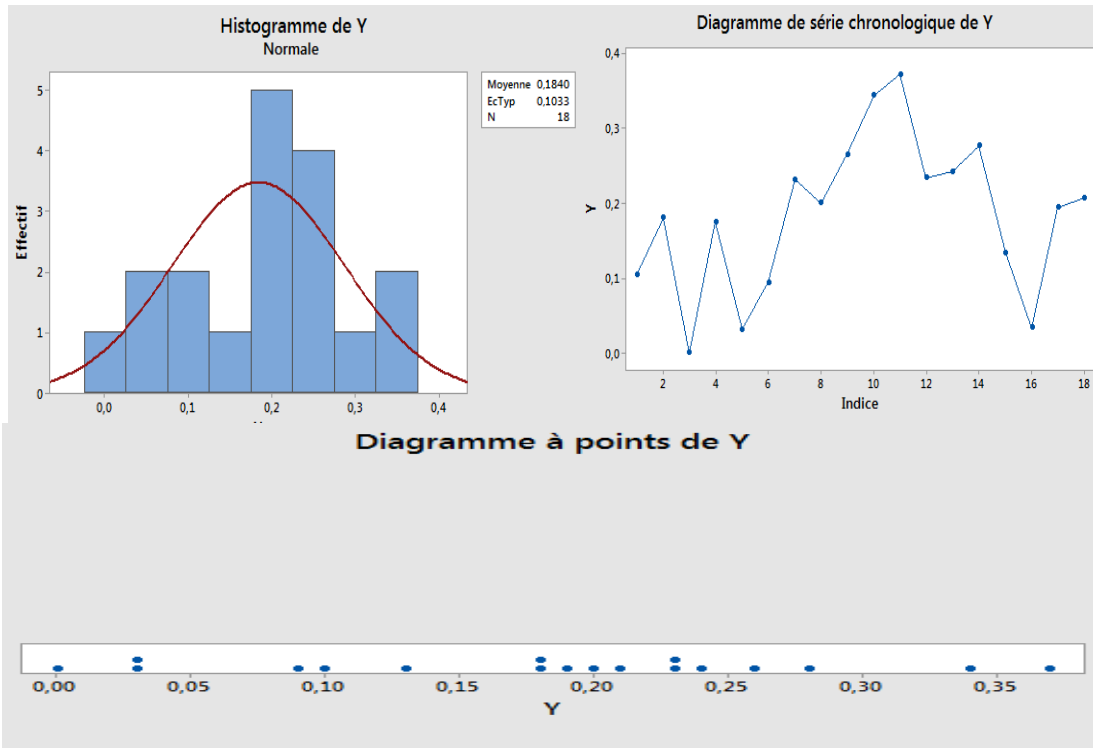 Histogramme de Y
Normale
Moyenne 0,1840
EcTyp 0,1033
N 18
Effectif
5
4
3
2
1
0
0,0 0,1 0,2 0,3 0,4
Diagramme de série chronologique de Y
Y
0,4
0,3
0,2
0,1
0,0
2 4 6 8 10 12 14 16 18
Indice
Diagramme à points de Y
0,00 0,05 0,10 0,15 0,20 0,25 0,30 0,35
Y